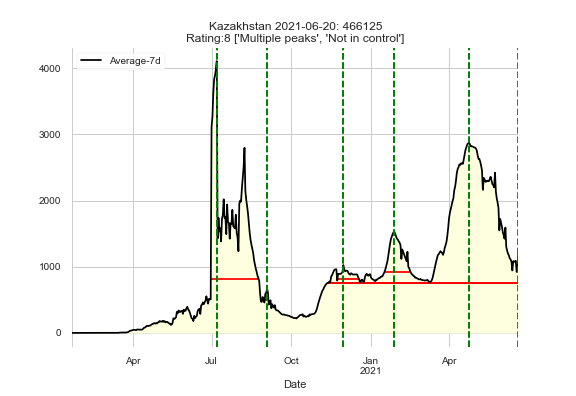 Kazakhstan 2021-06-20: 466125
Rating:8 ['Multiple peaks', 'Not in control']
Average-7d
4000
3000
2000
1000
0
Apr Jul Oct Jan Apr
2021
Date